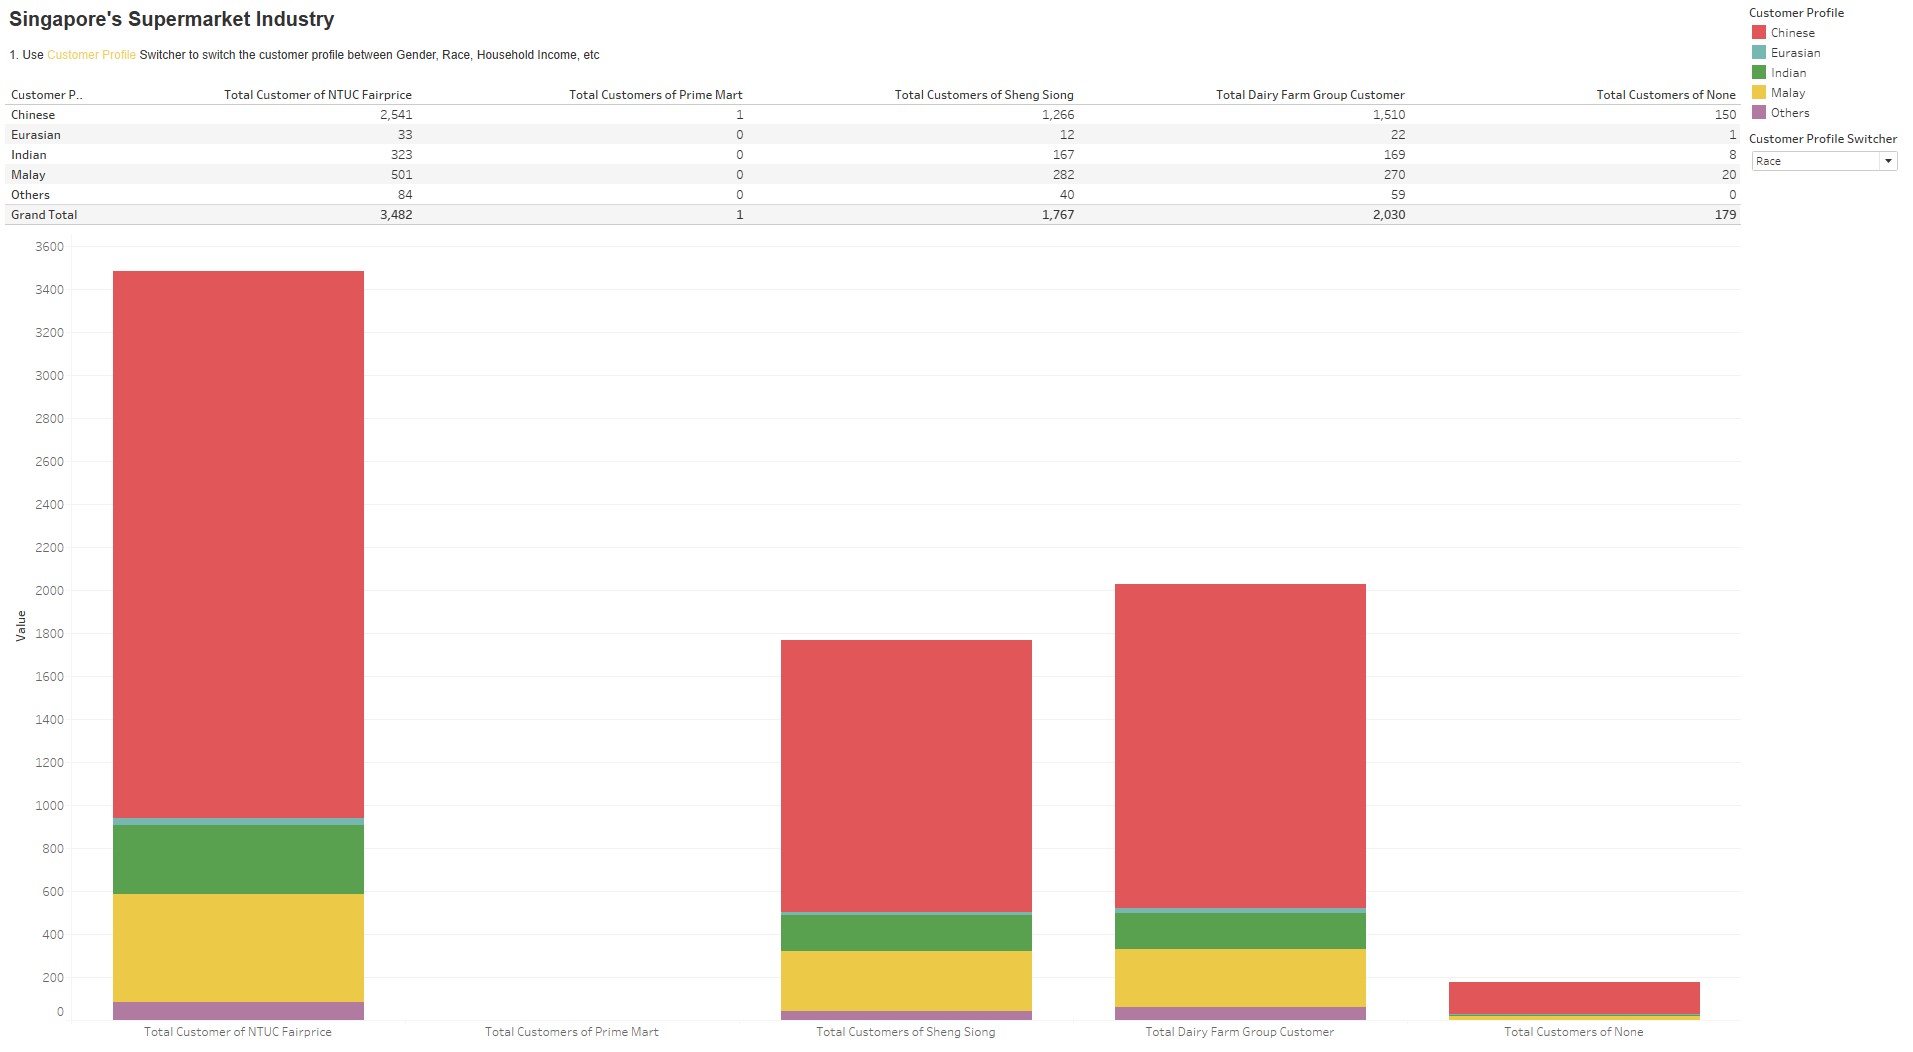 Singapore's Supermarket Industry
1. Use Customer Profile Switcher to switch the customer profile between Gender, Race, Household Income, etc
Customer P.. Total Customer of NTUC Fairprice Total Customers of Prime Mart Total Customers of Sheng Siong Total Dairy Farm Group Customer Total Customers of None
Chinese 2,541 1 1,266 1,510 150
Eurasian 33 0 12 22 1
Indian 323 0 167 169 8
Malay 501 0 282 270 20
Others 84 0 40 59 0
Grand Total 3,482 1 1,767 2,030 179
Customer Profile
Chinese
Eurasian
Indian
Malay
Others
Customer Profile Switcher
Race
3600
3400
3200
3000
2800
2600
2400
2200
2000
1800
1600
1400
1200
1000
800
600
400
200
0
Value
Total Customer of NTUC Fairprice Total Customers of Prime Mart Total Customers of Sheng Siong Total Dairy Farm Group Customer Total Customers of None